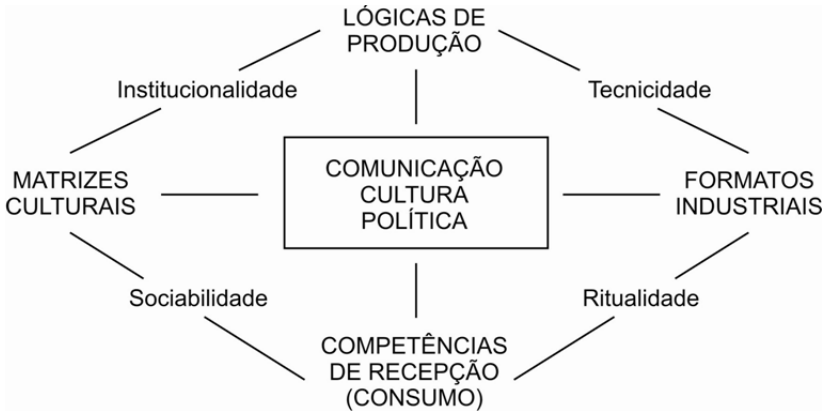 LÓGICAS DE
PRODUÇÃO
Institucionalidade
Tecnicidade
MATRIZES
CULTURAIS
COMUNICAÇÃO
CULTURA
POLÍTICA
FORMATOS
INDUSTRIAIS
Sociabilidade
Ritualidade
COMPETÊNCIAS
DE RECEPÇÃO
(CONSUMO)